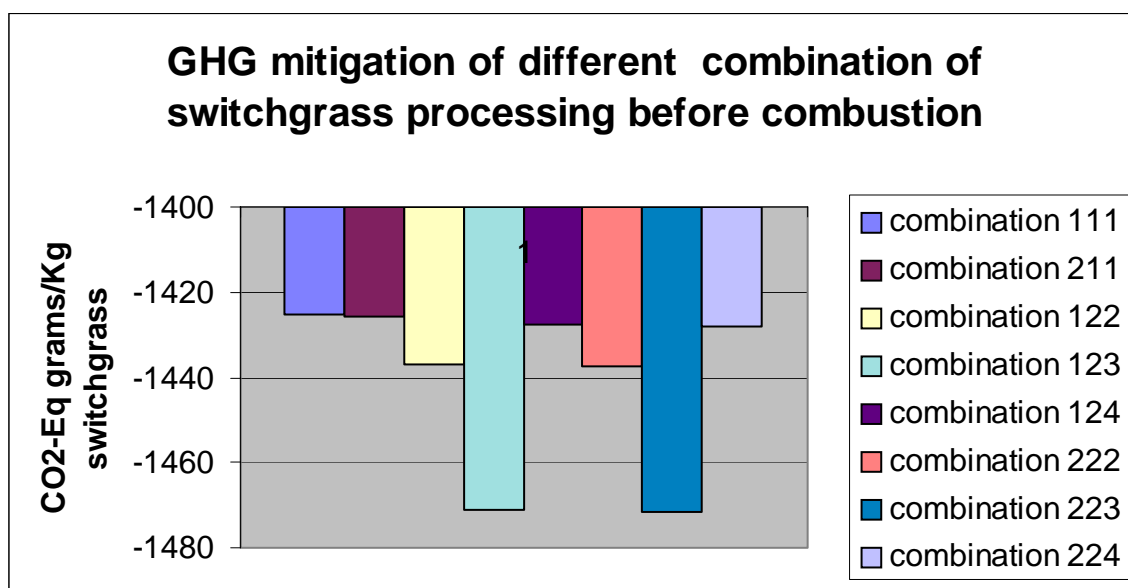 GHG mitigation of different combination of
switchgrass processing before combustion
CO2-Eq grams/Kg
switchgrass
-1400
-1420
-1440
-1460
-1480
1
combination 111
combination 211
combination 122
combination 123
combination 124
combination 222
combination 223
combination 224